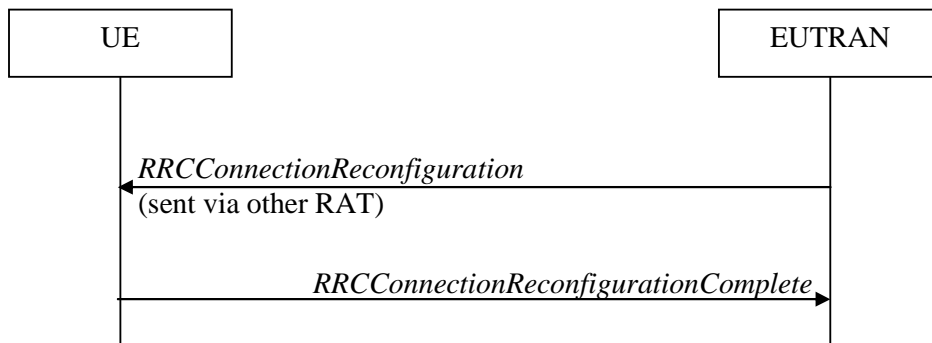 UE
EUTRAN
RRCConnectionReconfiguration
(sent via other RAT)
RRCConnectionReconfigurationComplete